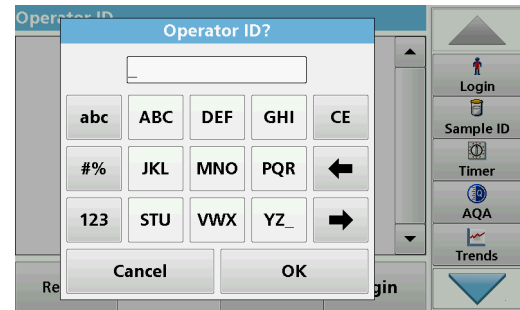 Operator ID
Operator ID?
_
abc ABC DEF GHI CE
#% JKL MNO PQR
123 STU VWX YZ_
Cancel OK
Login
Sample ID
Timer
AQA
Trends